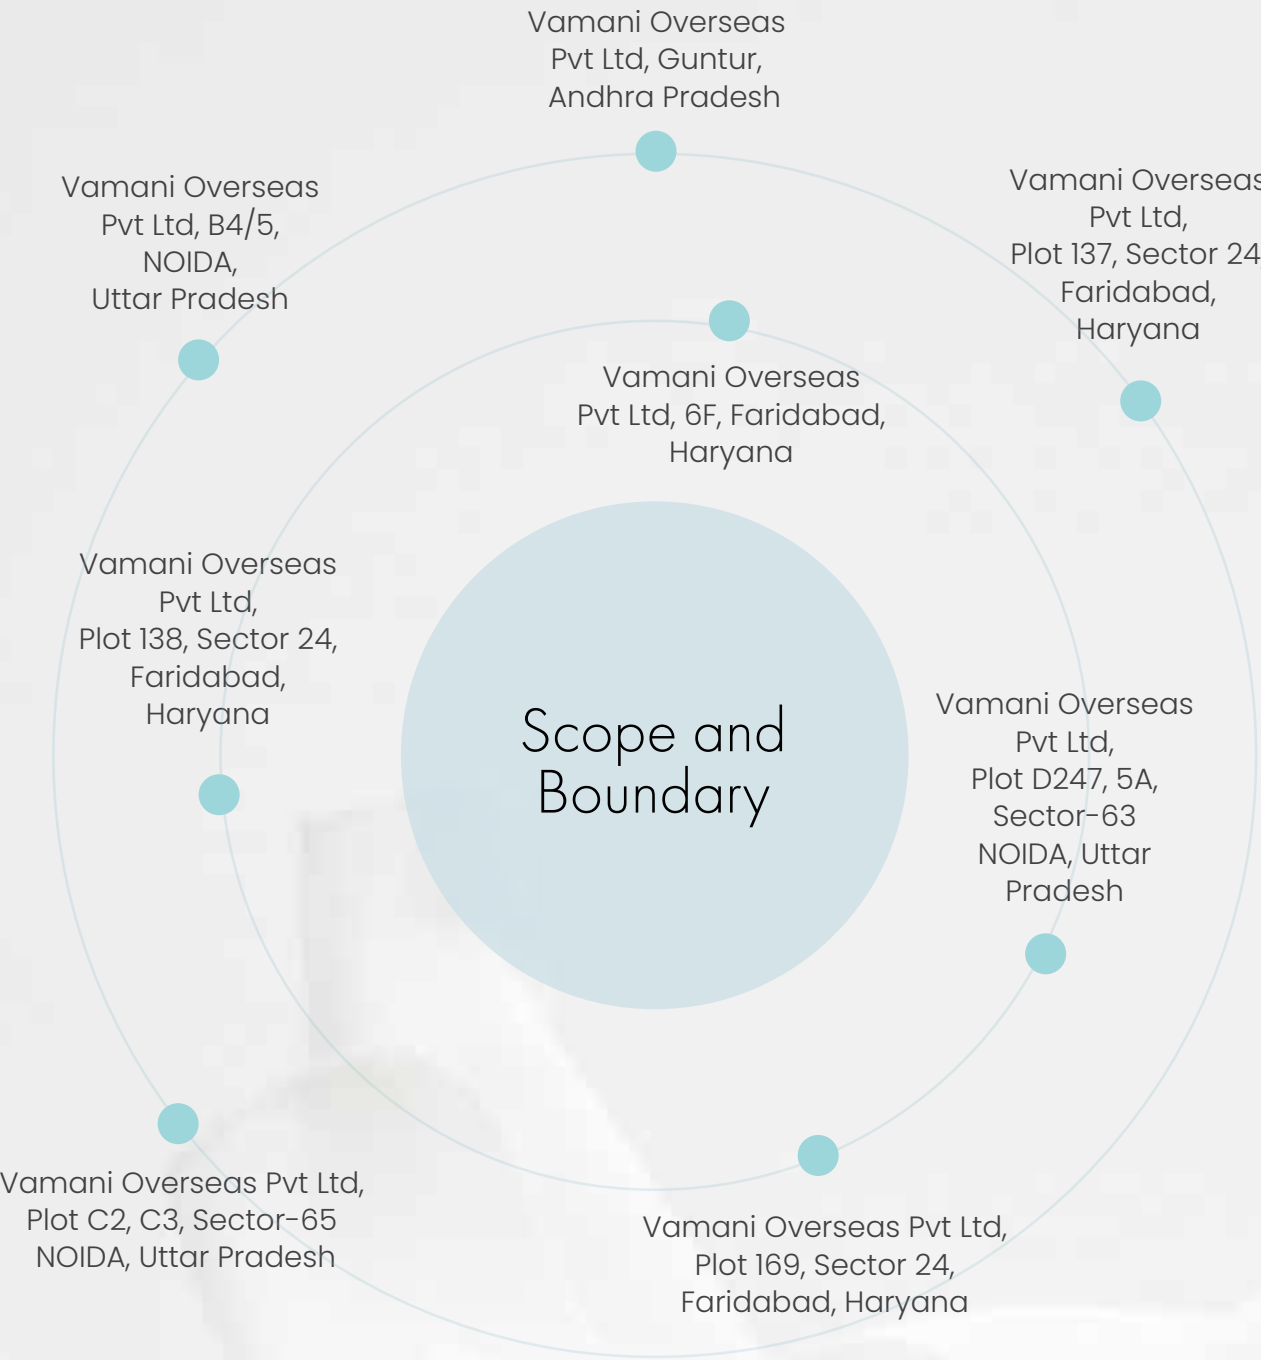 Vamani Overseas
Pvt Ltd, Guntur,
Andhra Pradesh
Vamani Overseas
Pvt Ltd, B4/5,
NOIDA,
Uttar Pradesh
Vamani Overseas
Pvt Ltd,
Plot 137, Sector 24,
Faridabad,
Haryana
Vamani Overseas
Pvt Ltd, 6F, Faridabad,
Haryana
Vamani Overseas
Pvt Ltd,
Plot 138, Sector 24,
Faridabad,
Haryana
Scope and
Boundary
Vamani Overseas
Pvt Ltd,
Plot D247, 5A,
Sector-63
NOIDA, Uttar
Pradesh
Vamani Overseas Pvt Ltd,
Plot C2, C3, Sector-65
NOIDA, Uttar Pradesh
Vamani Overseas Pvt Ltd,
Plot 169, Sector 24,
Faridabad, Haryana